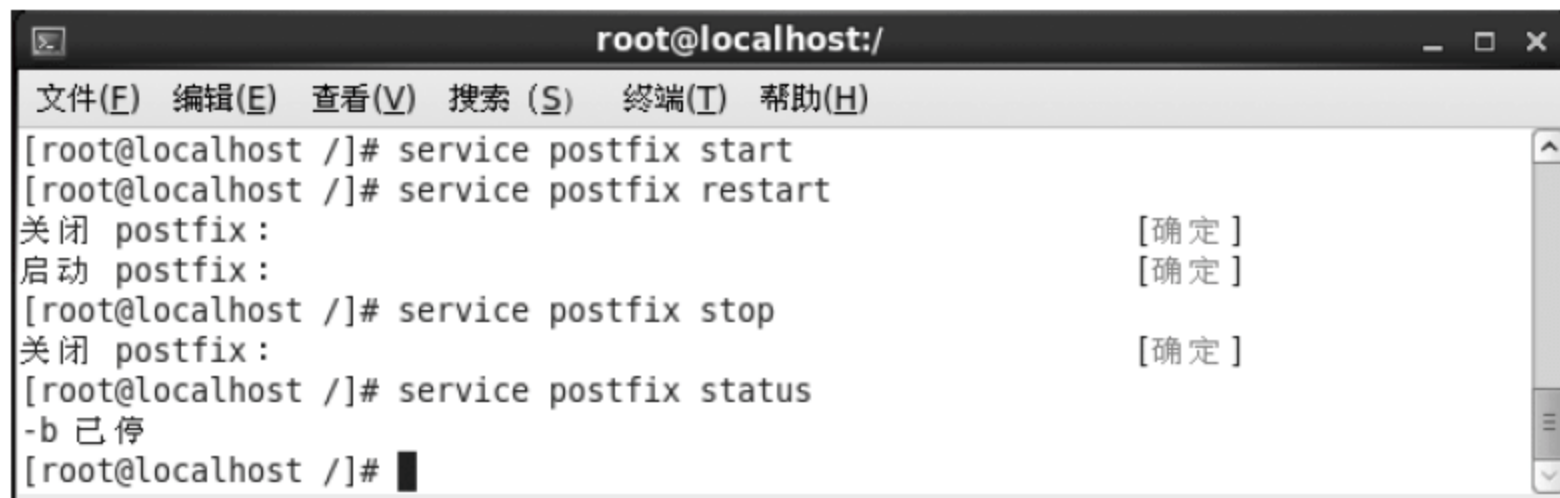 root@localhost:/
文件(F) 编辑(E) 查看(V) 搜索 (S) 终端(T) 帮助(H)
[root@localhost /]# service postfix start
[root@localhost /]# service postfix restart
关闭 postfix: [确定]
启动 postfix: [确定]
[root@localhost /]# service postfix stop
关闭 postfix: [确定]
[root@localhost /]# service postfix status
-b 已停
[root@localhost /]#